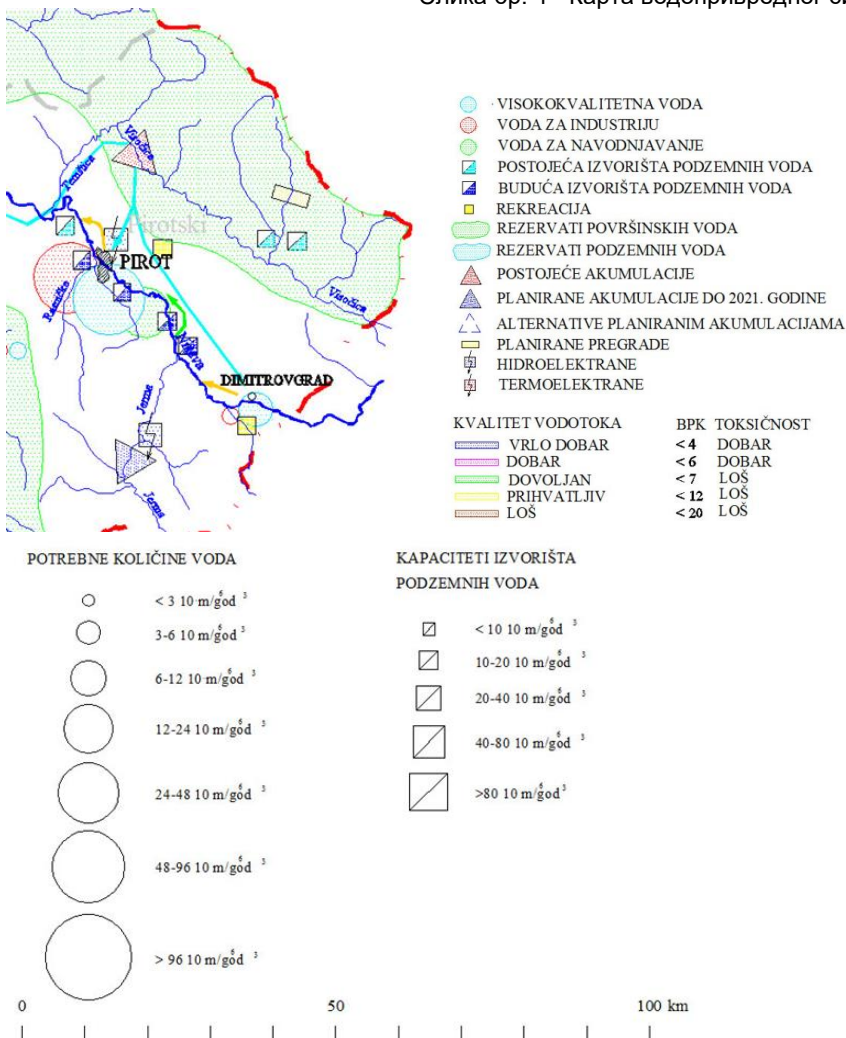 Visočica
Temštica
Pirotski
PIROT
Visočica
Nišava
DIMITROVGRAD
Jerma
Jerma
VISOKOKVALITETNA VODA
VODA ZA INDUSTRIJU
VODA ZA NAVODNJAVANJE
POSTOJEĆA IZVORIŠTA PODZEMNIH VODA
BUDUĆA IZVORIŠTA PODZEMNIH VODA
REKREACIJA
REZERVATI POVRŠINSKIH VODA
REZERVATI PODZEMNIH VODA
POSTOJEĆE AKUMULACIJE
PLANIRANE AKUMULACIJE DO 2021. GODINE
ALTERNATIVE PLANIRANIM AKUMULACIJAMA
PLANIRANE PREGRADE
HIDROELEKTRANE
TERMOELEKTRANE
KVALITET VODOTOKA BPK TOKSIČNOST
VRLO DOBAR < 4 DOBAR
DOBAR < 6 DOBAR
DOVOLJAN < 7 LOŠ
PRIHVATLJIV < 12 LOŠ
LOŠ < 20 LOŠ
POTREBNE KOLIČINE VODA
< 3 10 m/god 6 3
3-6 10 m/god 6 3
6-12 10 m/god 6 3
12-24 10 m/god 6 3
24-48 10 m/god 6 3
48-96 10 m/god 6 3
> 96 10 m/god 6 3
KAPACITETI IZVORIŠTA
PODZEMNIH VODA
< 10 10 m/god 6 3
10-20 10 m/god 6 3
20-40 10 m/god 6 3
40-80 10 m/god 6 3
>80 10 m/god 6 3
0 50 100 km